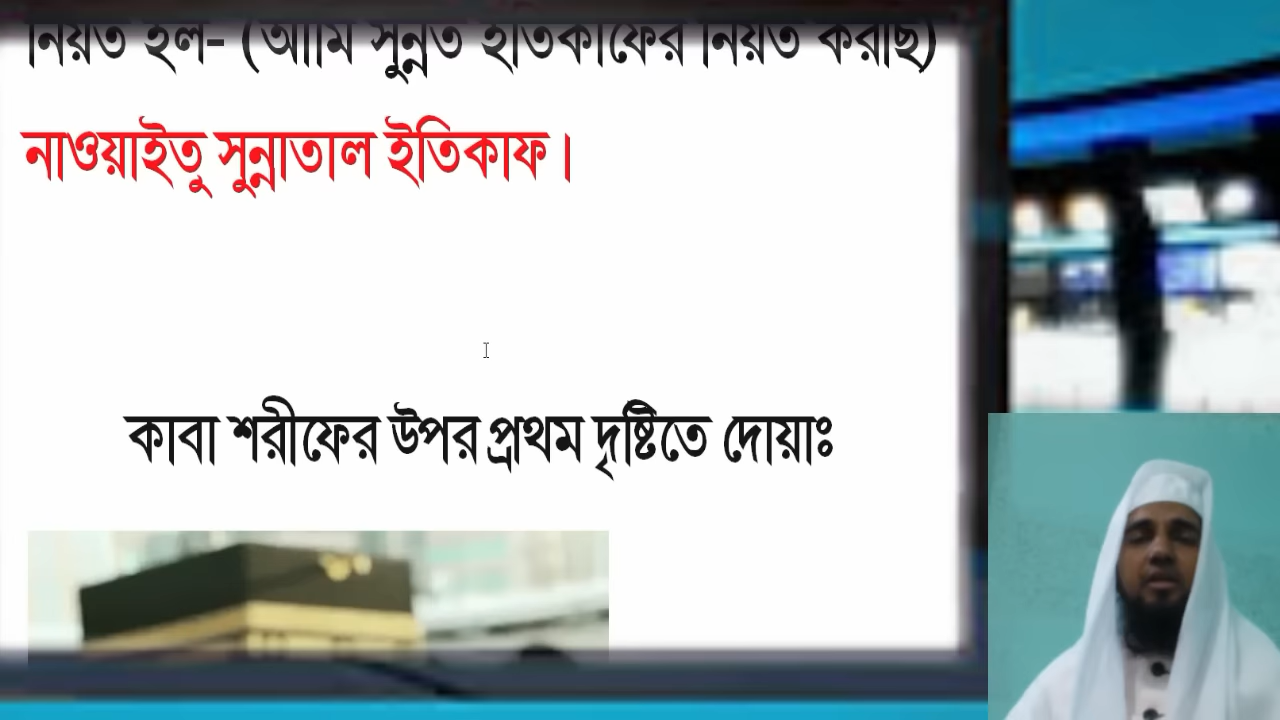 নিয়ত হল- (আমি সুন্নত ইতিকাফের নিয়ত করছি)
নাওয়াইতু সুন্নাতাল ইতিকাফ।
কাবা শরীফের উপর প্রথম দৃষ্টিতে দোয়াঃ